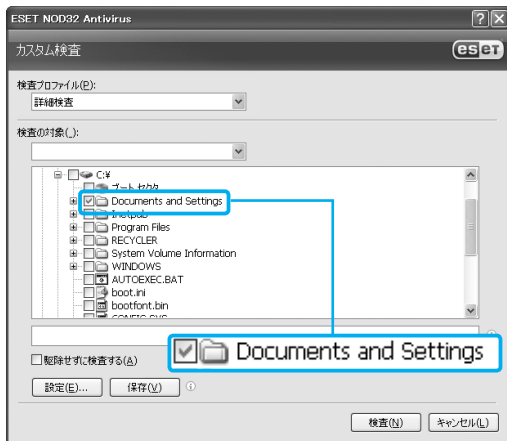 ESET NOD32 Antivirus
カスタム検査
eseT
検査プロファイル(P):
詳細検査
検査の対象(_):
C:¥
ブートセクタ
Documents and Settings
Inetpub
Program Files
RECYCLER
System Volume Information
WINDOWS
AUTOEXEC.BAT
boot.ini
bootfont.bin
CONFIG.SYS
Documents and Settings
駆除せずに検査する(A)
設定(E)...
保存(V)
検査(N)
キャンセル(L)